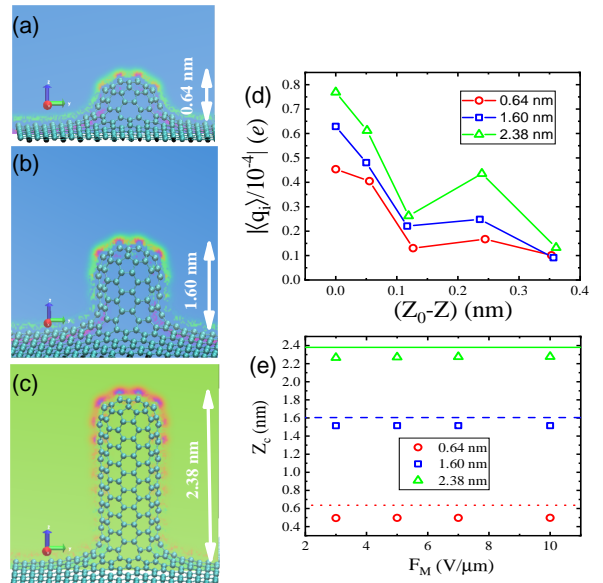 (a)
0.64 nm
(b)
1.60 nm
(c)
2.38 nm
(d)
0.8
0.7
0.6
0.5
0.4
0.3
0.2
0.1
0.0
|⟨q_i⟩/10^-4| (e)
0.64 nm
1.60 nm
2.38 nm
0.0 0.1 0.2 0.3 0.4
(Z_0-Z) (nm)
(e)
2.4
2.2
2.0
1.8
1.6
1.4
1.2
1.0
0.8
0.6
0.4
Z_c (nm)
0.64 nm
1.60 nm
2.38 nm
2 4 6 8 10
F_M (V/μm)